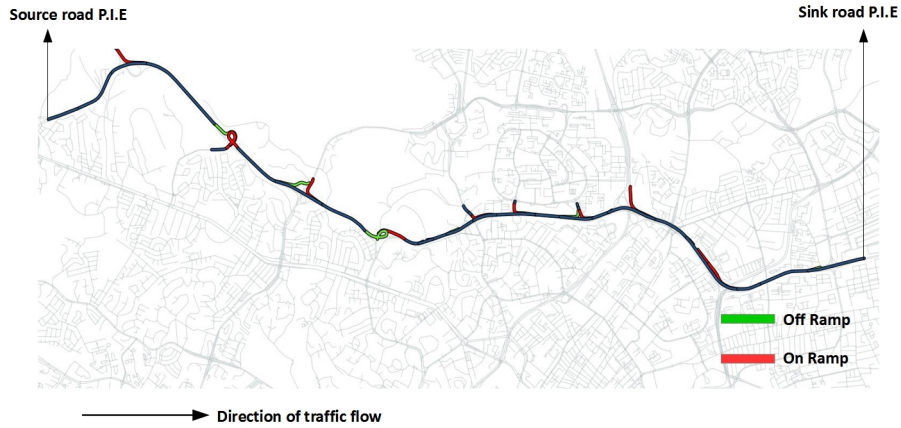 Source road P.I.E
Sink road P.I.E
Off Ramp
On Ramp
Direction of traffic flow